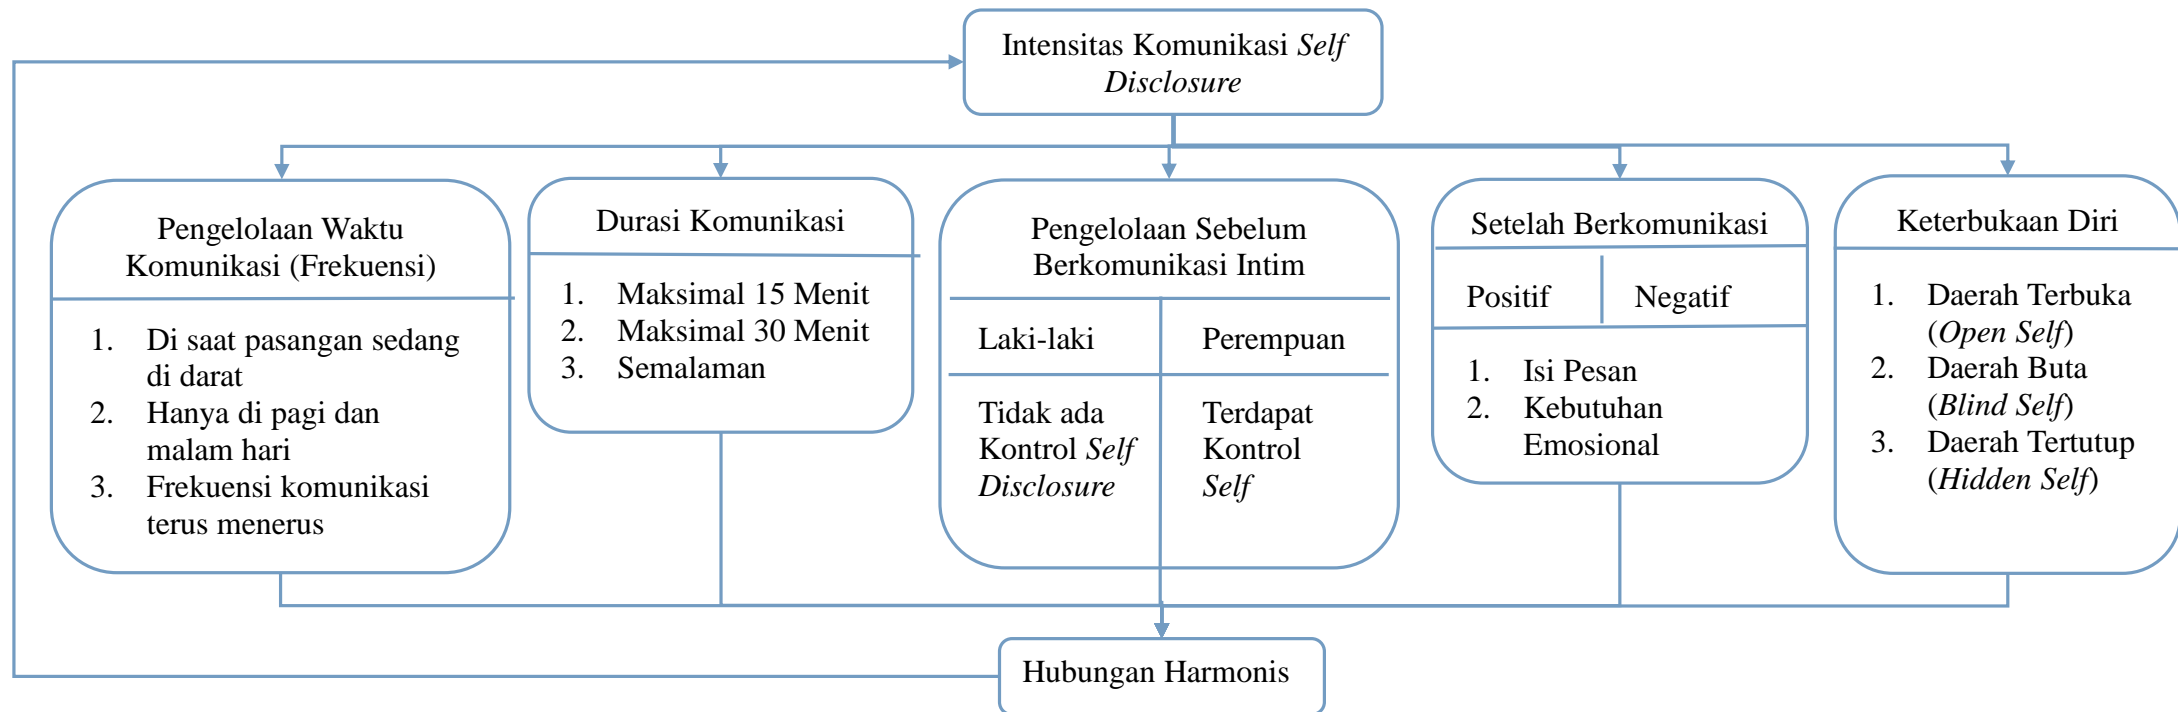 Intensitas Komunikasi Self
Disclosure
Pengelolaan Waktu
Komunikasi (Frekuensi)
1. Di saat pasangan sedang
di darat
2. Hanya di pagi dan
malam hari
3. Frekuensi komunikasi
terus menerus
Durasi Komunikasi
1. Maksimal 15 Menit
2. Maksimal 30 Menit
3. Semalaman
Pengelolaan Sebelum
Berkomunikasi Intim
Laki-laki
Perempuan
Tidak ada
Kontrol Self
Disclosure
Terdapat
Kontrol
Self
Setelah Berkomunikasi
Positif
Negatif
1. Isi Pesan
2. Kebutuhan
Emosional
Keterbukaan Diri
1. Daerah Terbuka
(Open Self)
2. Daerah Buta
(Blind Self)
3. Daerah Tertutup
(Hidden Self)
Hubungan Harmonis